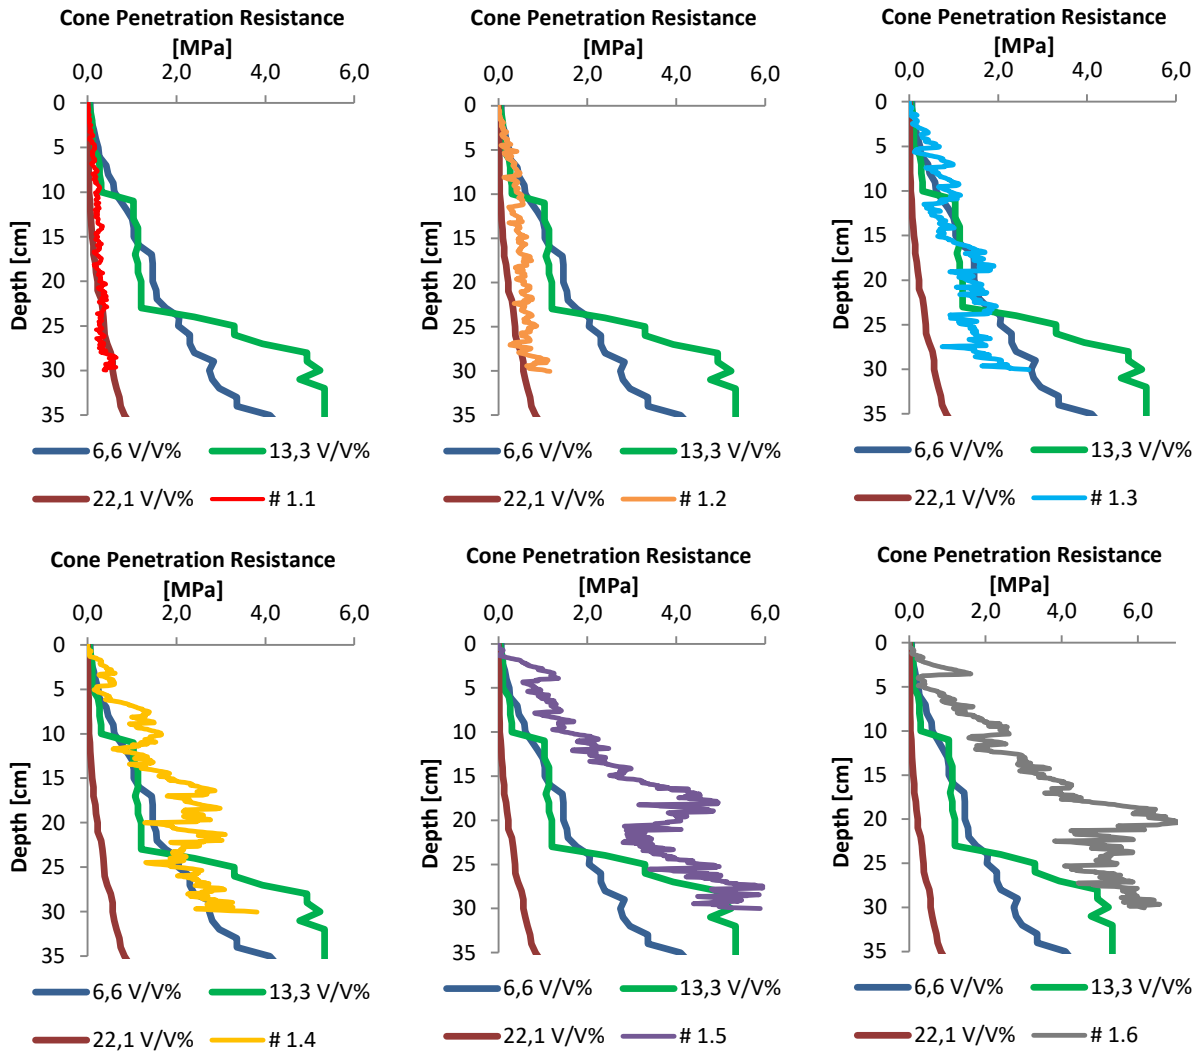 Cone Penetration Resistance
[MPa]
0,0 2,0 4,0 6,0
0
5
10
15
20
25
30
35
Depth [cm]
6,6 V/V% 13,3 V/V%
22,1 V/V% # 1.1
Cone Penetration Resistance
[MPa]
0,0 2,0 4,0 6,0
0
5
10
15
20
25
30
35
Depth [cm]
6,6 V/V% 13,3 V/V%
22,1 V/V% # 1.2
Cone Penetration Resistance
[MPa]
0,0 2,0 4,0 6,0
0
5
10
15
20
25
30
35
Depth [cm]
6,6 V/V% 13,3 V/V%
22,1 V/V% # 1.3
Cone Penetration Resistance
[MPa]
0,0 2,0 4,0 6,0
0
5
10
15
20
25
30
35
Depth [cm]
6,6 V/V% 13,3 V/V%
22,1 V/V% # 1.4
Cone Penetration Resistance
[MPa]
0,0 2,0 4,0 6,0
0
5
10
15
20
25
30
35
Depth [cm]
6,6 V/V% 13,3 V/V%
22,1 V/V% # 1.5
Cone Penetration Resistance
[MPa]
0,0 2,0 4,0 6,0
0
5
10
15
20
25
30
35
Depth [cm]
6,6 V/V% 13,3 V/V%
22,1 V/V% # 1.6